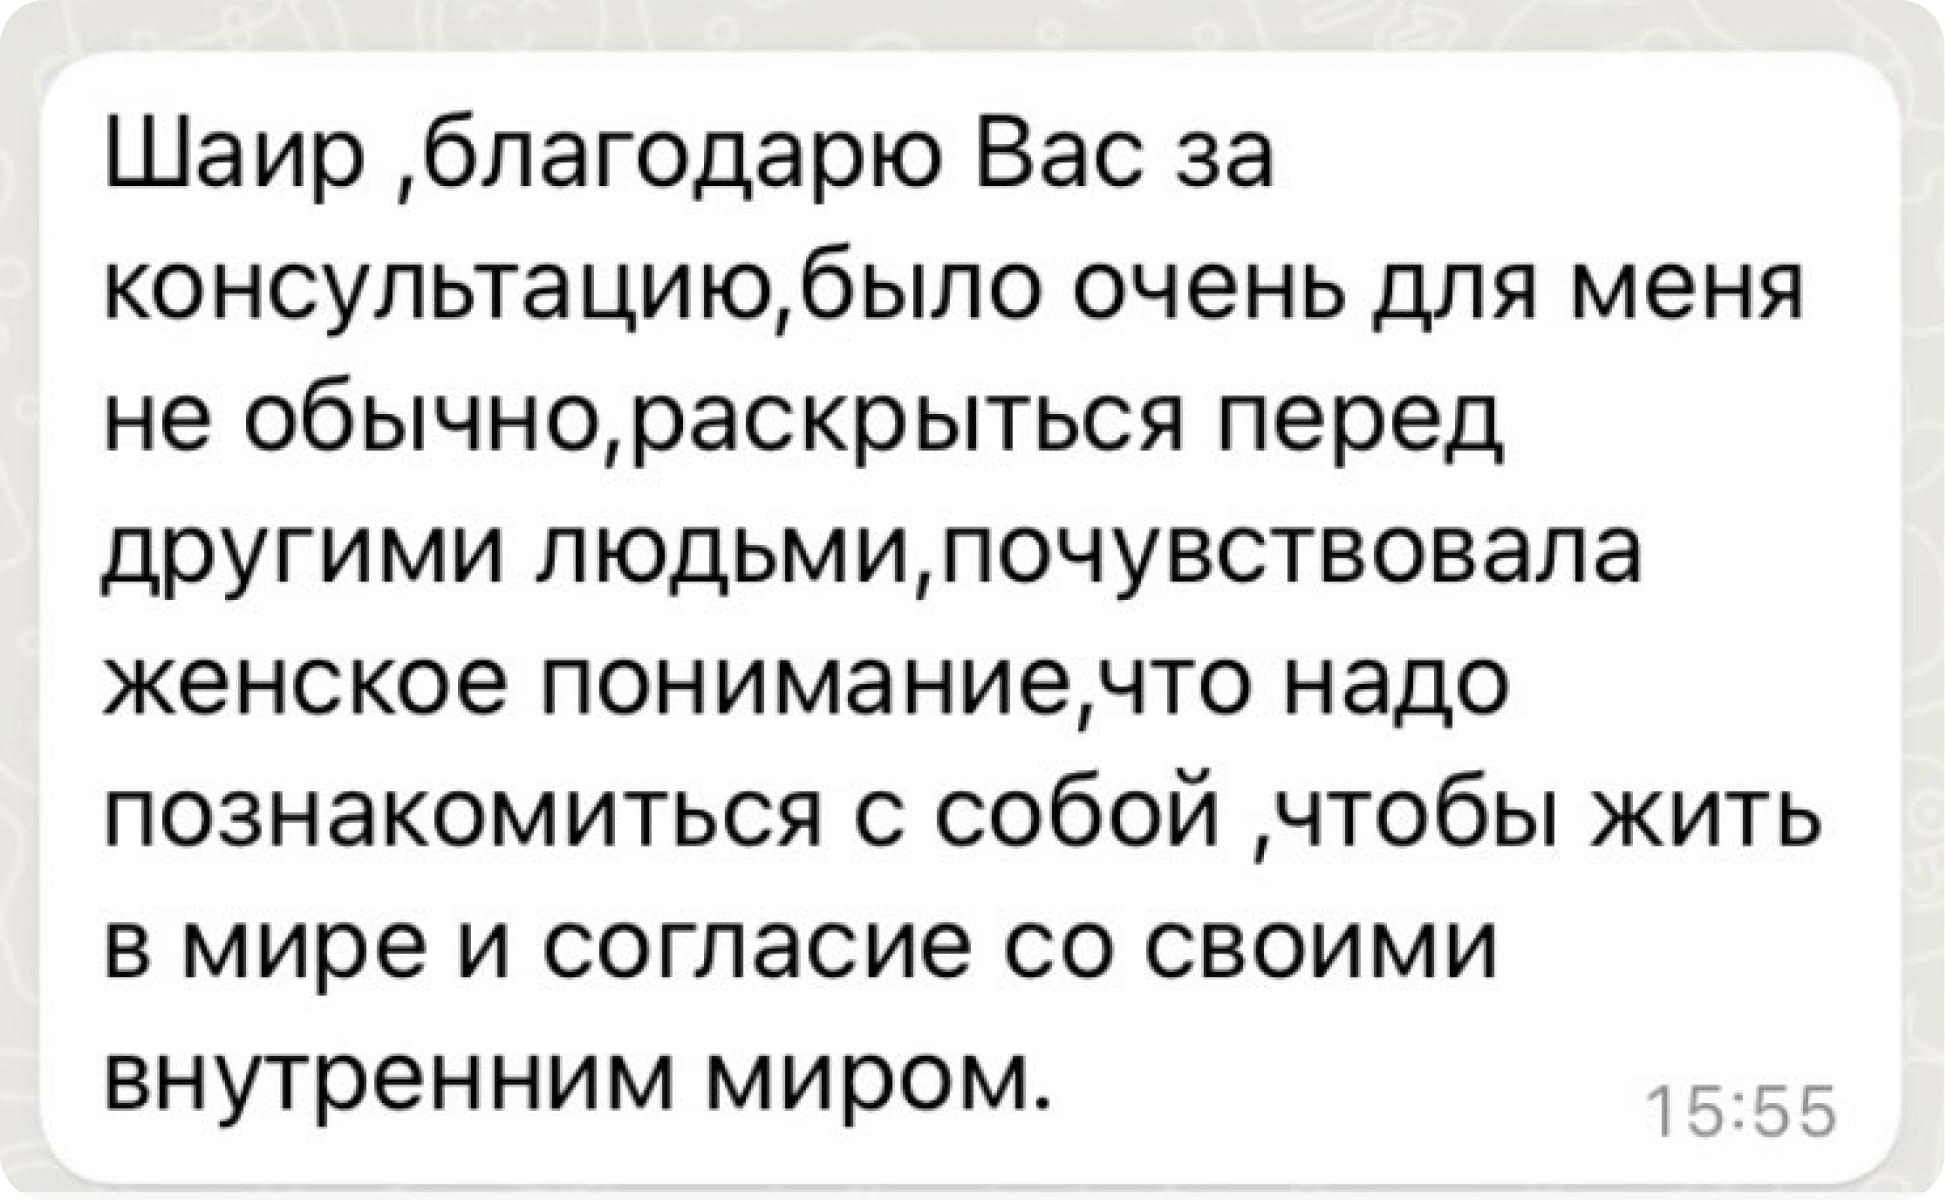 Шаир ,благодарю Вас за
консультацию,было очень для меня
не обычно,раскрыться перед
другими людьми,почувствовала
женское понимание,что надо
познакомиться с собой ,чтобы жить
в мире и согласие со своими
внутренним миром.
15:55